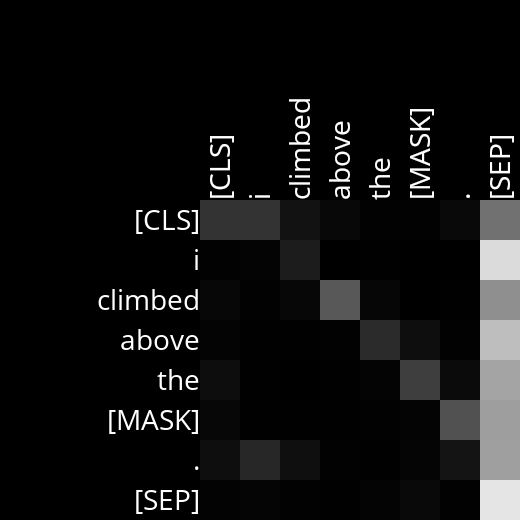 [CLS] i climbed above the [MASK] . [SEP]
[CLS]
i
climbed
above
the
[MASK]
.
[SEP]